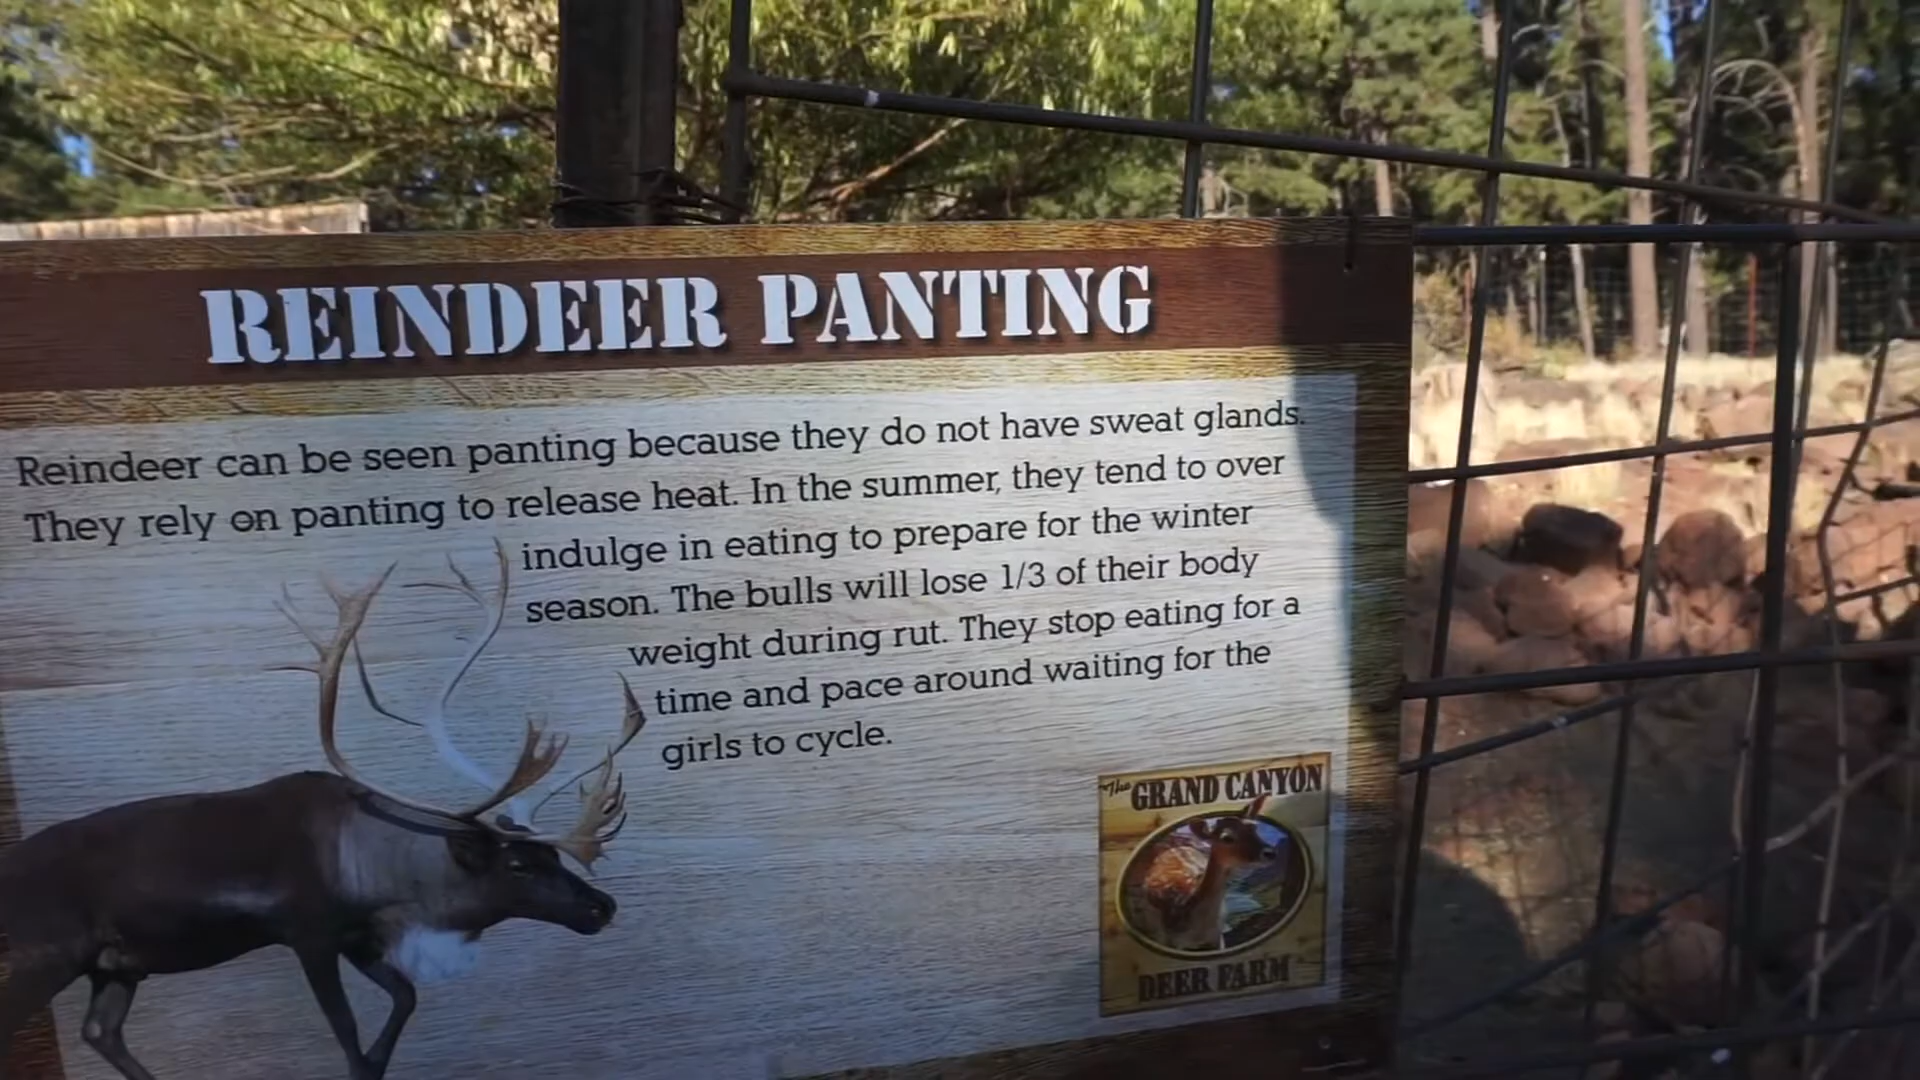 REINDEER PANTING
Reindeer can be seen panting because they do not have sweat glands.
They rely on panting to release heat. In the summer, they tend to over
indulge in eating to prepare for the winter
season. The bulls will lose 1/3 of their body
weight during rut. They stop eating for a
time and pace around waiting for the
girls to cycle.
The GRAND CANYON
DEER FARM